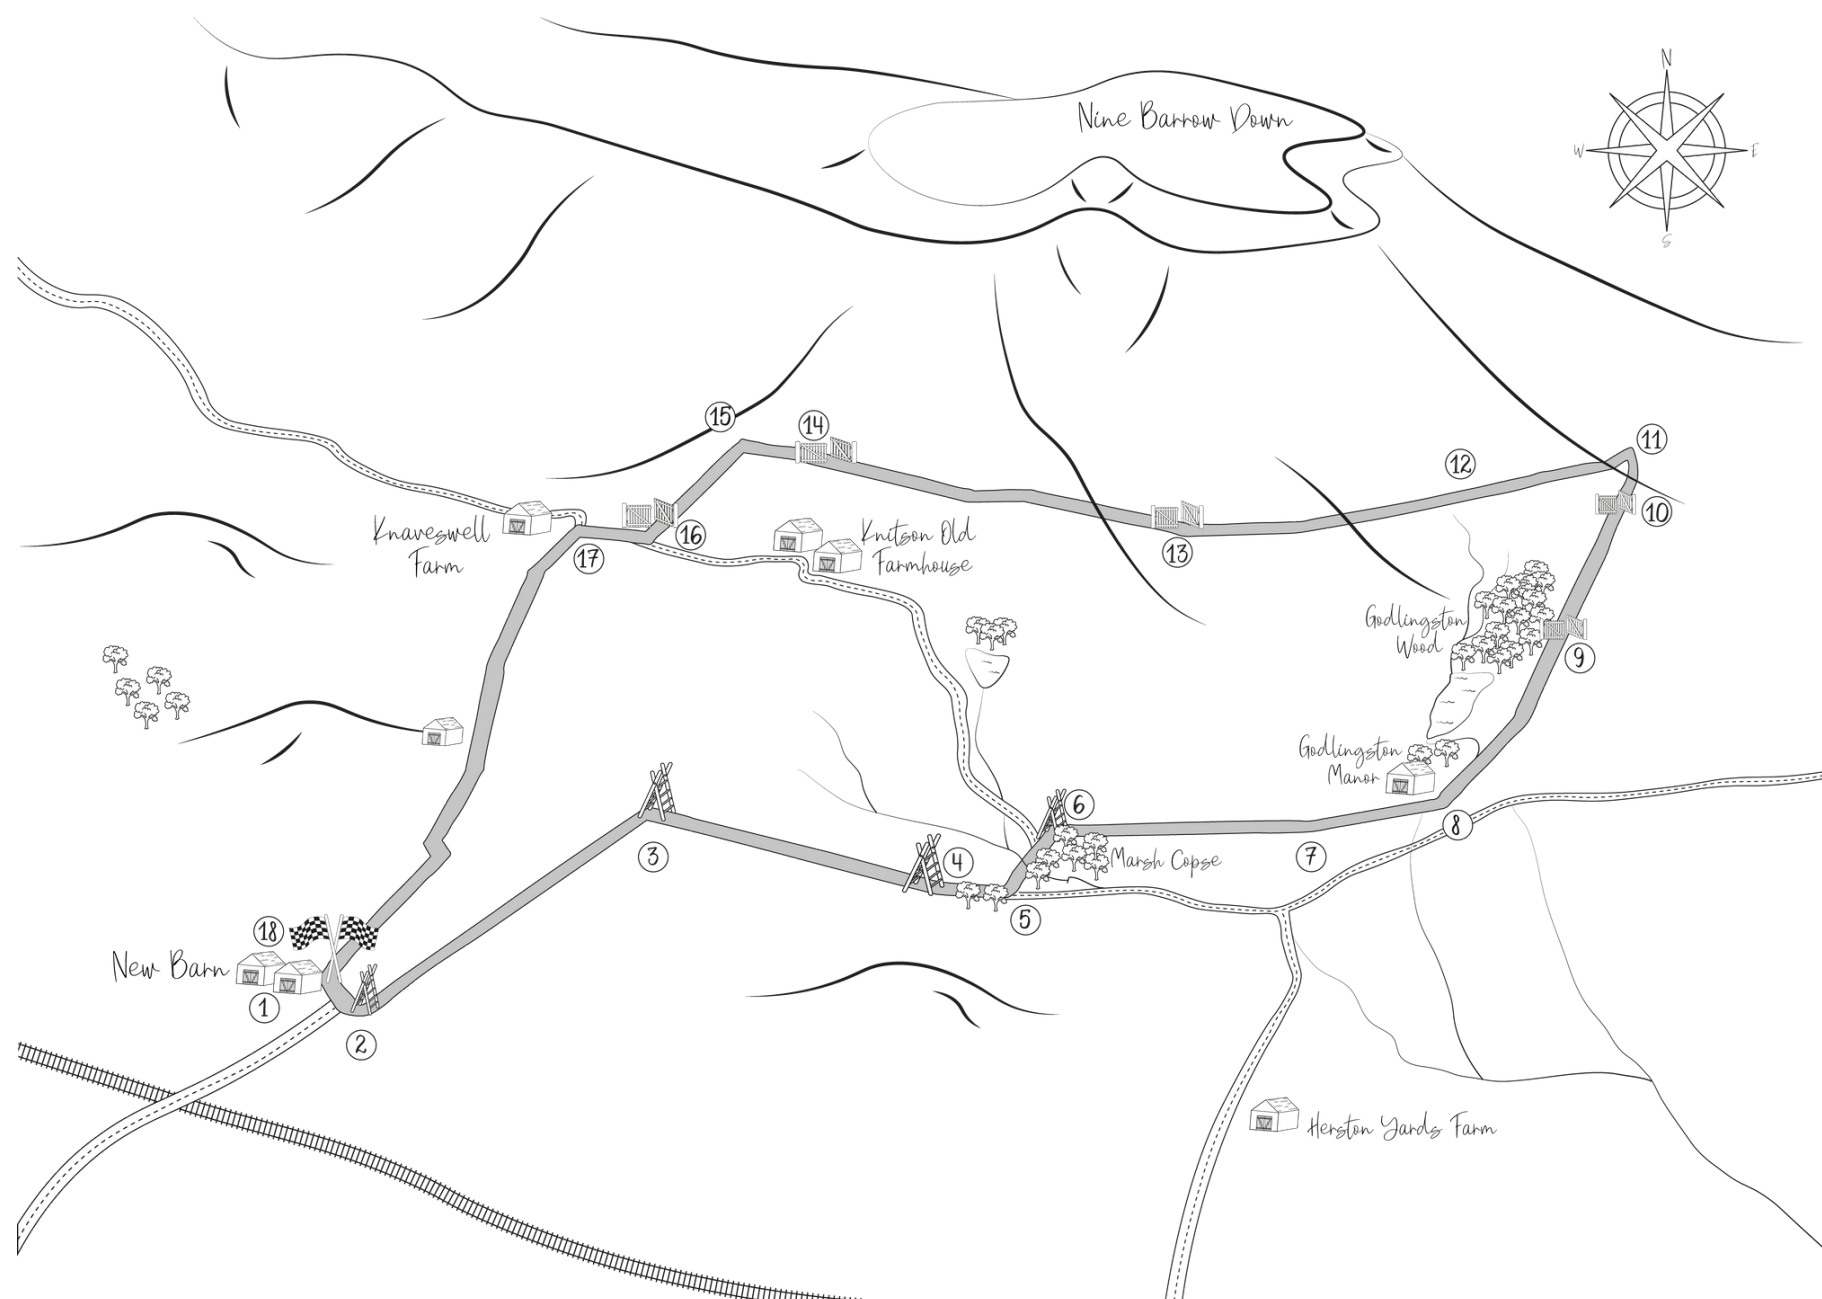 N
Nine Barrow Down
W
E
S
15
14
11
12
10
Knaveswell
Farm
17
16
Knitson Old
Farmhouse
13
Godlingston
Wood
9
Godlingston
Manor
6
8
3
4
Marsh Copse
7
5
18
New Barn
1
2
Herston Yards Farm